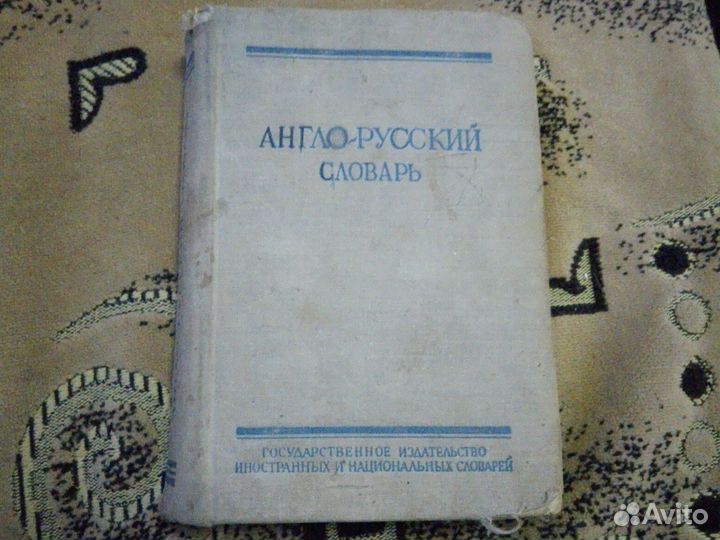 АНГЛО-РУССКИЙ
СЛОВАРЬ
ГОСУДАРСТВЕННОЕ ИЗДАТЕЛЬСТВО
ИНОСТРАННЫХ И НАЦИОНАЛЬНЫХ СЛОВАРЕЙ
Avito